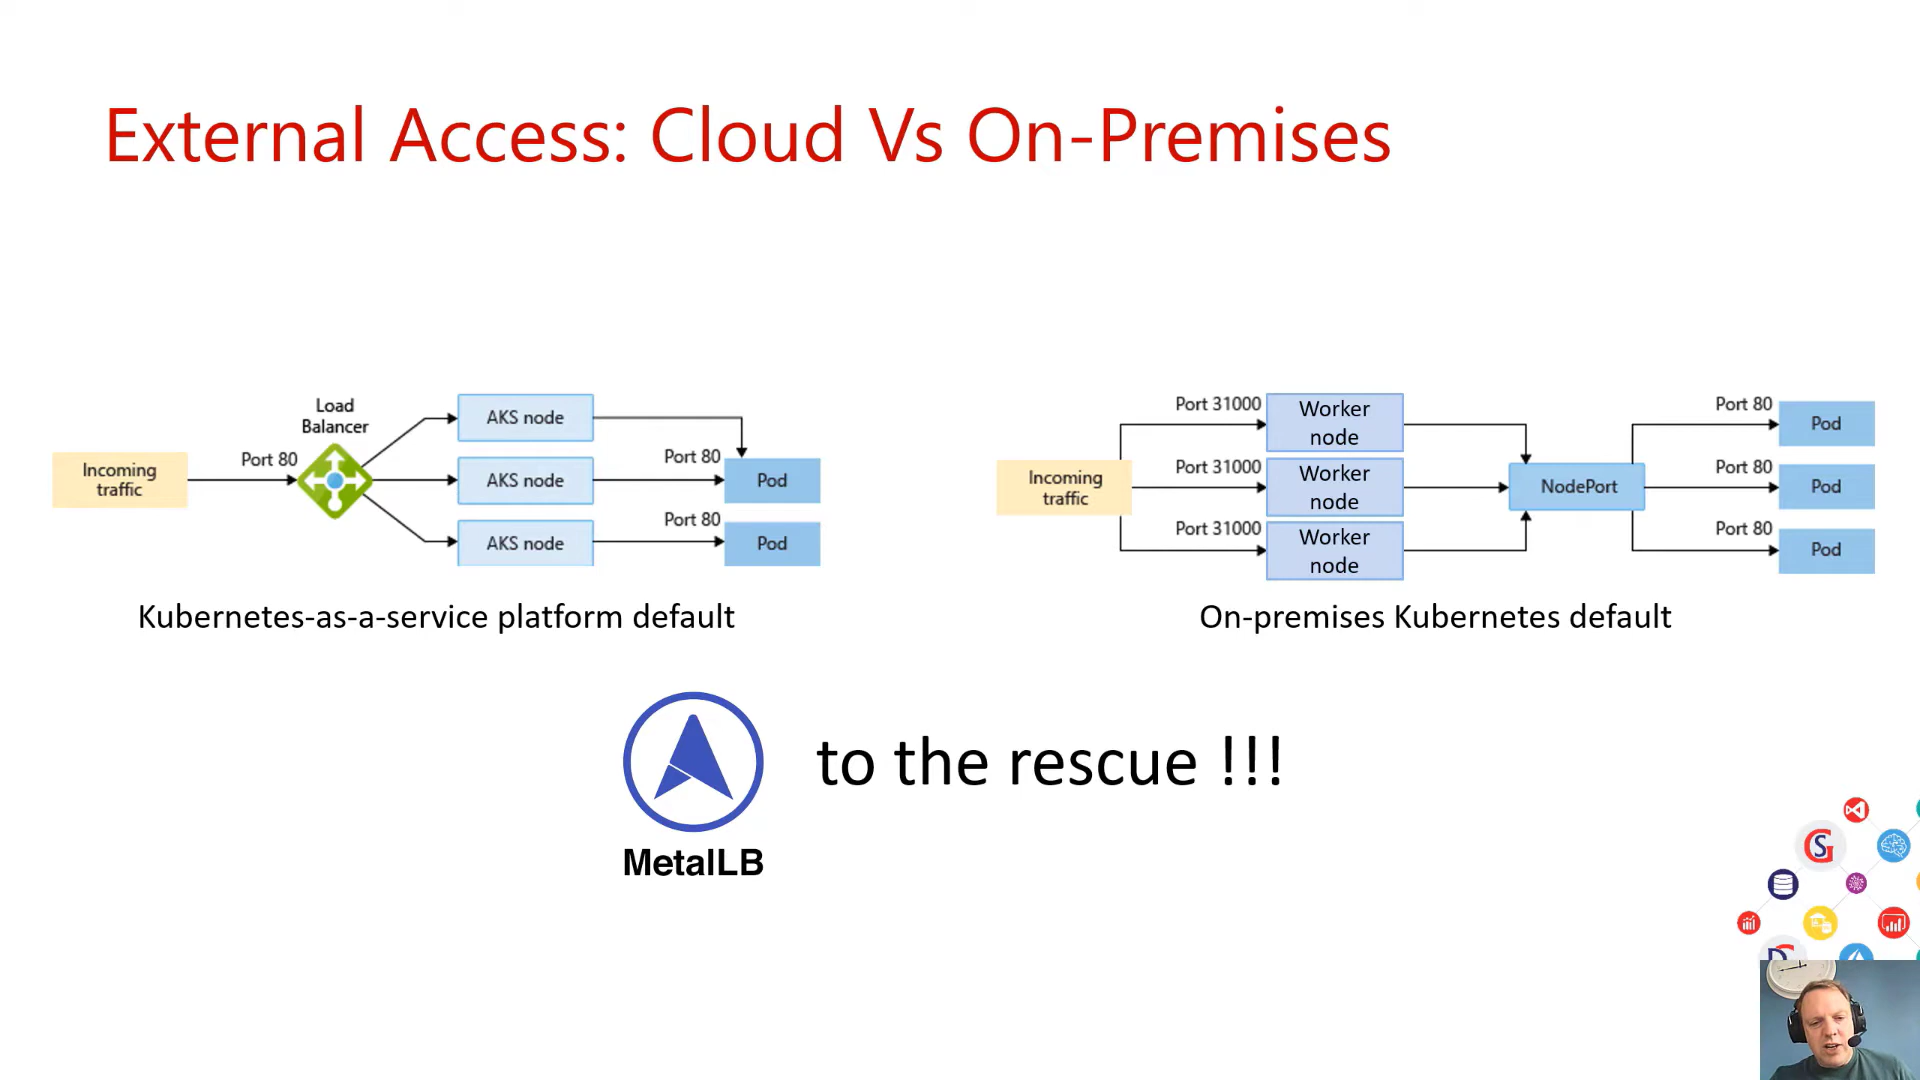 External Access: Cloud Vs On-Premises
Load
Balancer
Incoming
traffic
Port 80
AKS node
AKS node
AKS node
Port 80
Port 80
Pod
Pod
Kubernetes-as-a-service platform default
Incoming
traffic
Port 31000
Port 31000
Port 31000
Worker
node
Worker
node
Worker
node
NodePort
Port 80
Port 80
Port 80
Pod
Pod
Pod
On-premises Kubernetes default
MetalLB
to the rescue !!!